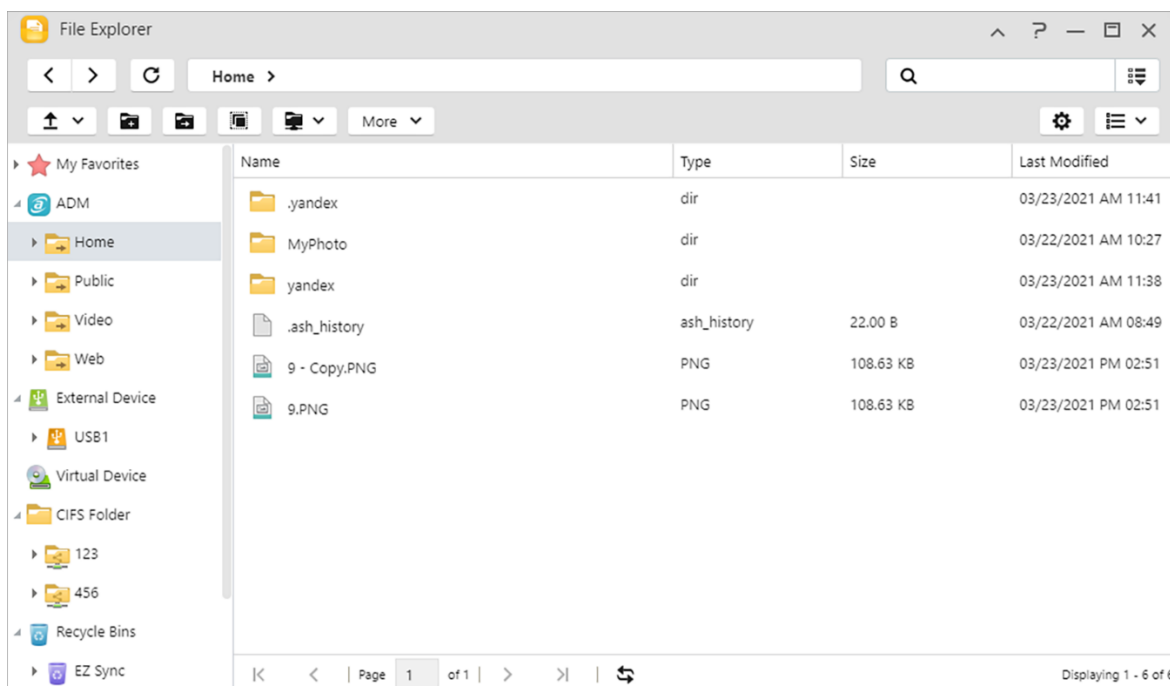 File Explorer
Home >
More
My Favorites
ADM
Home
Public
Video
Web
External Device
USB1
Virtual Device
CIFS Folder
123
456
Recycle Bins
EZ Sync
Name Type Size Last Modified
.yandex dir 03/23/2021 AM 11:41
MyPhoto dir 03/22/2021 AM 10:27
yandex dir 03/23/2021 AM 11:38
.ash_history ash_history 22.00 B 03/22/2021 AM 08:49
9 - Copy.PNG PNG 108.63 KB 03/23/2021 PM 02:51
9.PNG PNG 108.63 KB 03/23/2021 PM 02:51
Page 1 of 1 Displaying 1 - 6 of 6